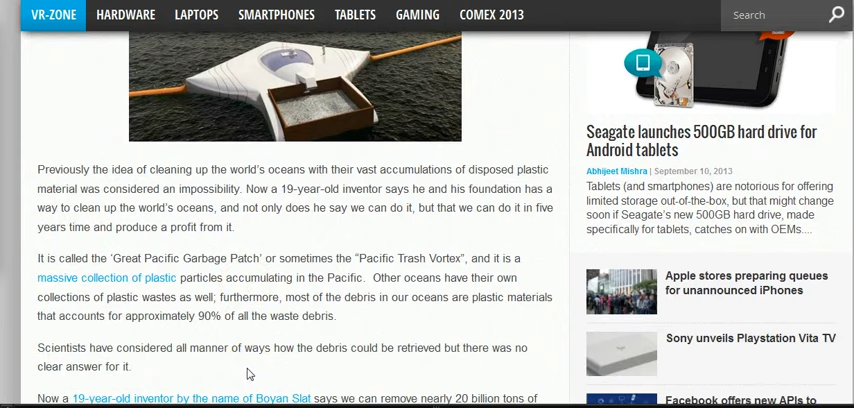 VR-ZONE HARDWARE LAPTOPS SMARTPHONES TABLETS GAMING COMEX 2013 Search
Previously the idea of cleaning up the world's oceans with their vast accumulations of disposed plastic
material was considered an impossibility. Now a 19-year-old inventor says he and his foundation has a
way to clean up the world's oceans, and not only does he say we can do it, but that we can do it in five
years time and produce a profit from it.
It is called the 'Great Pacific Garbage Patch' or sometimes the "Pacific Trash Vortex", and it is a
massive collection of plastic particles accumulating in the Pacific. Other oceans have their own
collections of plastic wastes as well; furthermore, most of the debris in our oceans are plastic materials
that accounts for approximately 90% of all the waste debris.
Scientists have considered all manner of ways how the debris could be retrieved but there was no
clear answer for it.
Now a 19-year-old inventor by the name of Boyan Slat says we can remove nearly 20 billion tons of
Seagate launches 500GB hard drive for
Android tablets
Abhijeet Mishra | September 10, 2013
Tablets (and smartphones) are notorious for offering
limited storage out-of-the-box, but that might change
soon if Seagate's new 500GB hard drive, made
specifically for tablets, catches on with OEMs....
Apple stores preparing queues
for unannounced iPhones
Sony unveils Playstation Vita TV
Facebook offers new APIs to